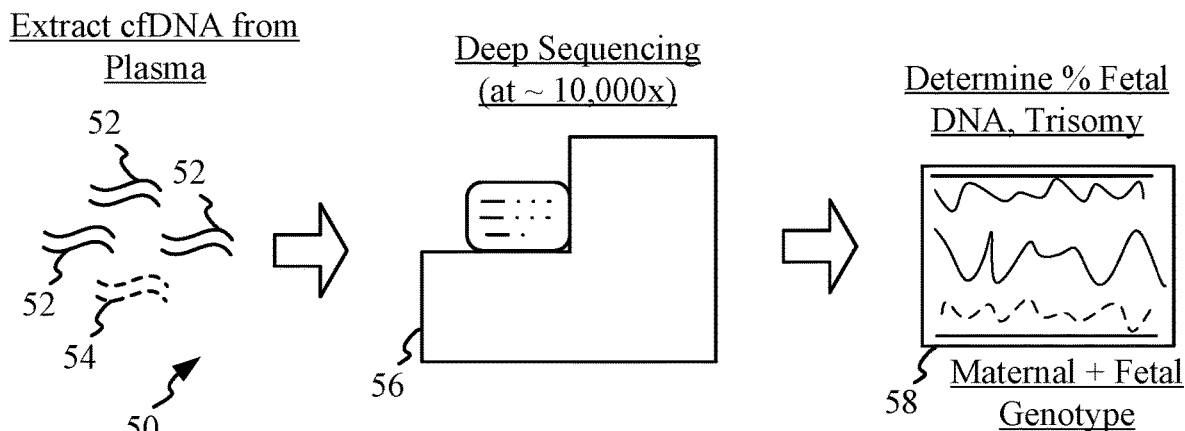 Extract cfDNA from
Plasma
52
52
52
54
50
Deep Sequencing
(at ~ 10,000x)
56
Determine % Fetal
DNA, Trisomy
58
Maternal + Fetal
Genotype